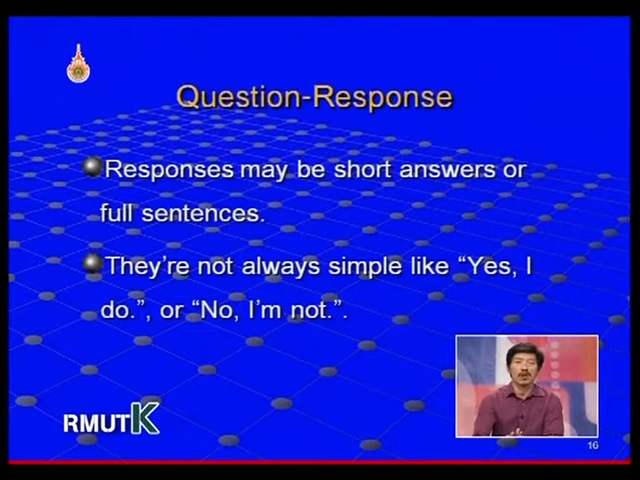 Question-Response
Responses may be short answers or
full sentences.
They're not always simple like “Yes, I
do.”, or “No, I'm not.”.
RMUTK
16